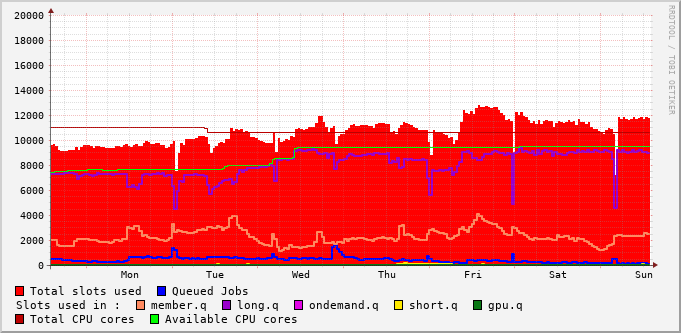 20000
18000
16000
14000
12000
10000
8000
6000
4000
2000
0
Mon Tue Wed Thu Fri Sat Sun
RRDTOOL / TOBI OETIKER
Total slots used Queued Jobs
Slots used in : member.q long.q ondemand.q short.q gpu.q
Total CPU cores Available CPU cores